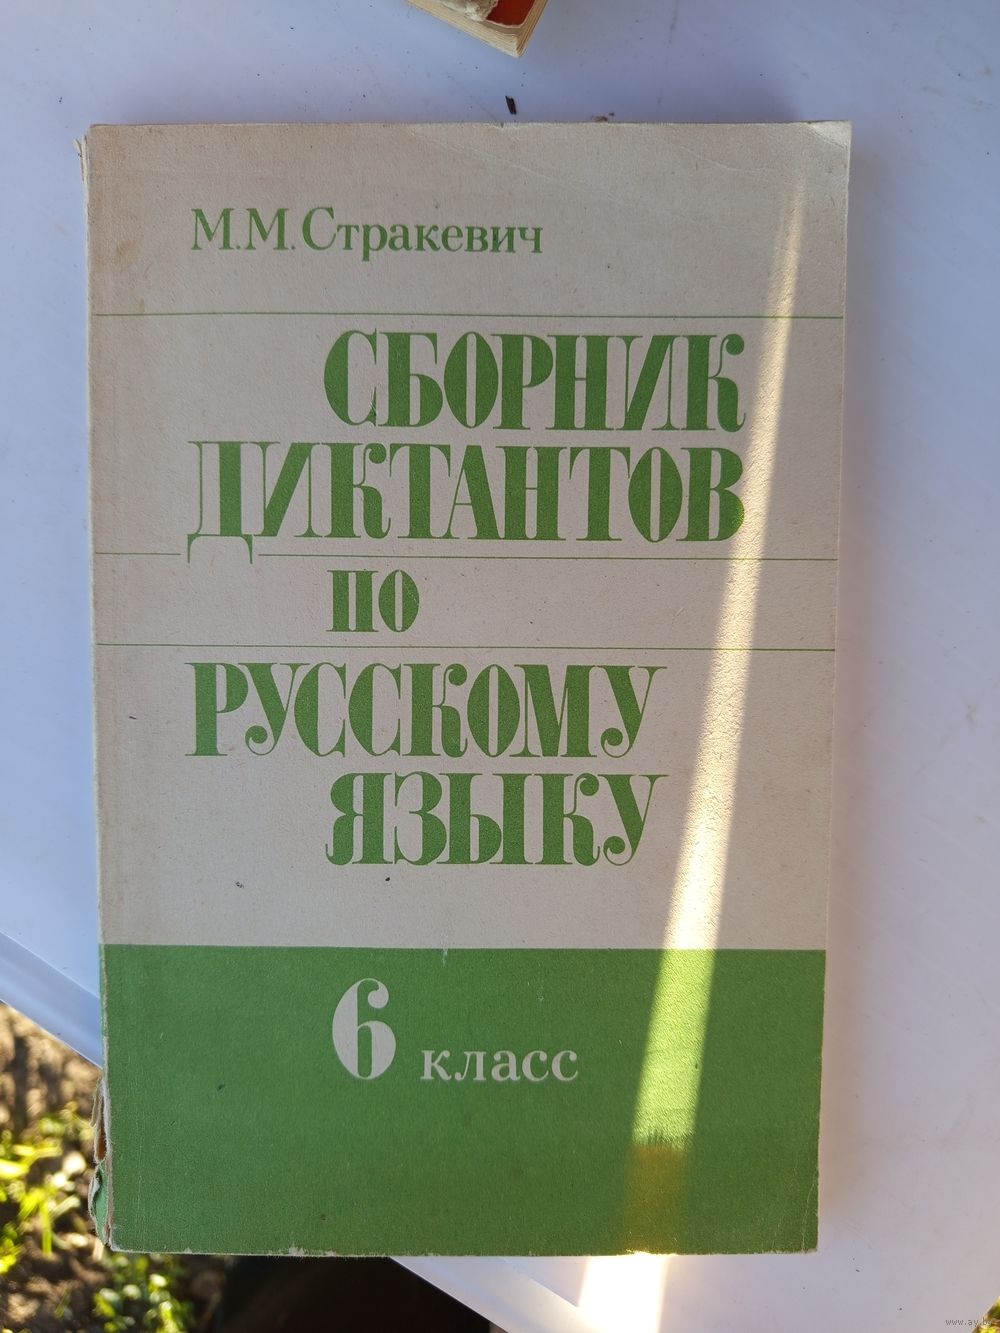 М.М.Стракевич
СБОРНИК
ДИКТАНТОВ
ПО
РУССКОМУ
ЯЗЫКУ
6 класс